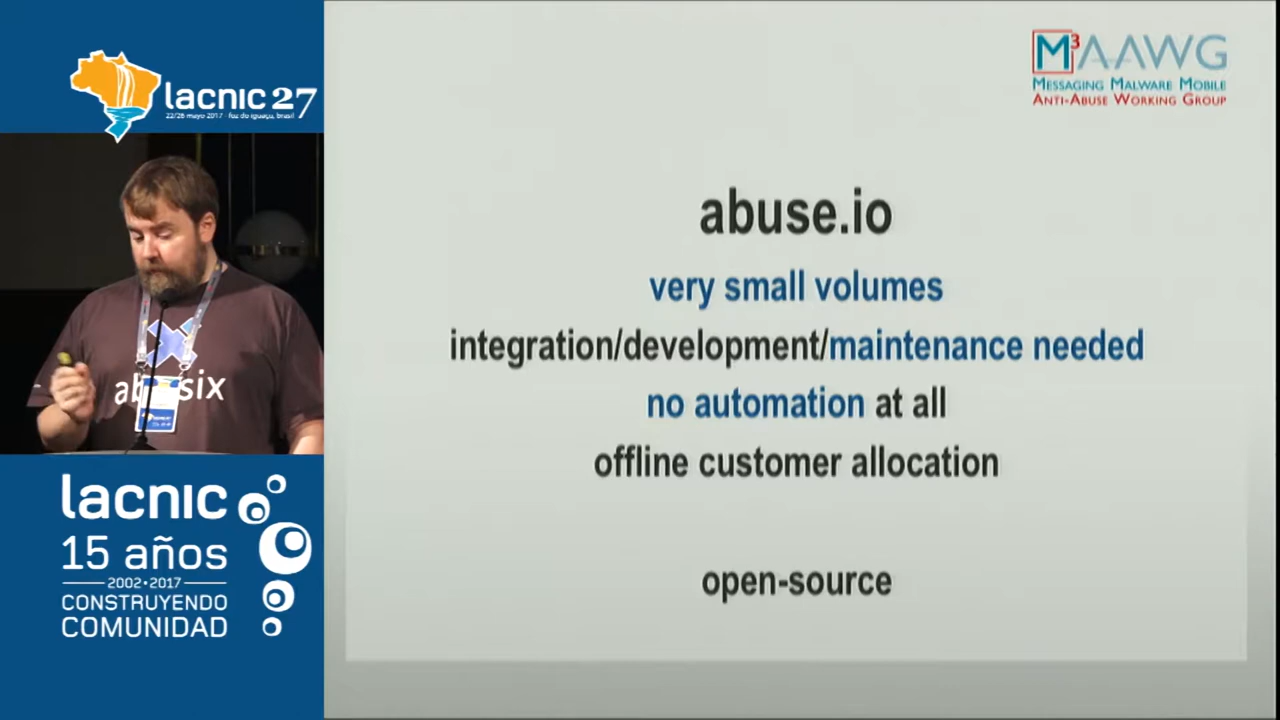 lacnic 27
22/26 mayo 2017 - foz do iguaçu, brasil
abusix
lacnic
15 años
2002•2017
CONSTRUYENDO
COMUNIDAD
M3AAWG
MESSAGING MALWARE MOBILE
ANTI-ABUSE WORKING GROUP
abuse.io
very small volumes
integration/development/maintenance needed
no automation at all
offline customer allocation
open-source